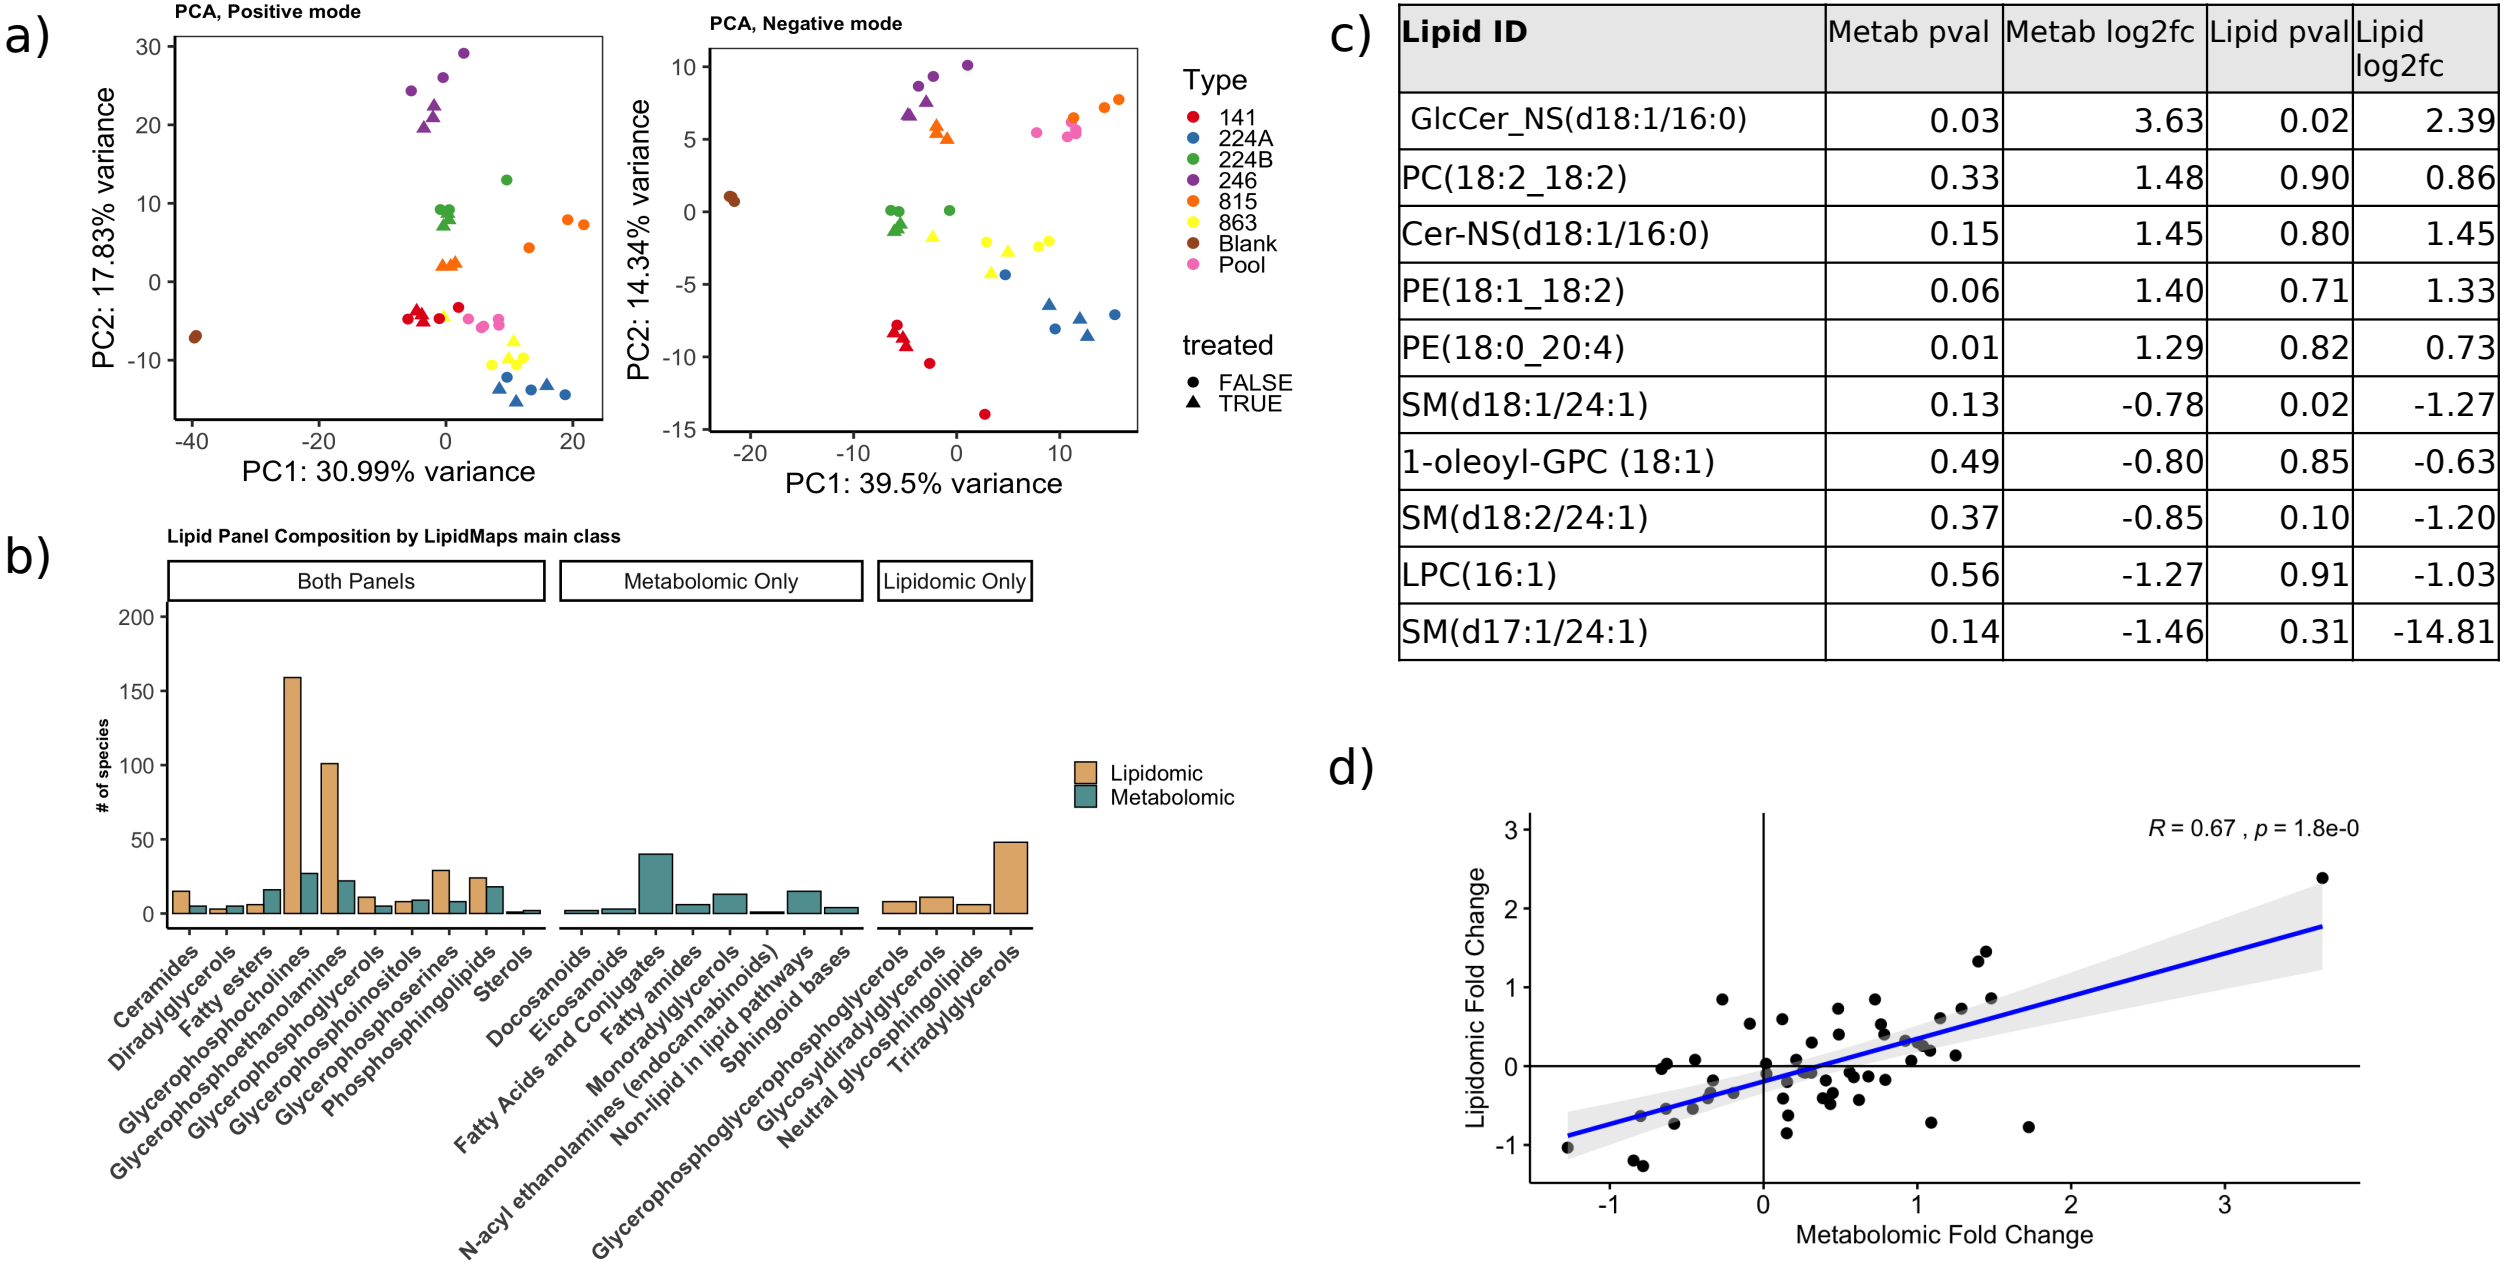 a)
PCA, Positive mode
30
20
10
0
-10
-40
-20
0
20
PC2: 17.83% variance
PC1: 30.99% variance
PCA, Negative mode
10
5
0
-5
-10
-15
-20
-10
0
10
PC2: 14.34% variance
PC1: 39.5% variance
Type
141
224A
224B
246
815
863
Blank
Pool
treated
FALSE
TRUE
b)
Lipid Panel Composition by LipidMaps main class
Both Panels
Metabolomic Only
Lipidomic Only
200
150
100
50
0
# of species
Ceramides
Diradylglycerols
Fatty esters
Glycerophosphocholines
Glycerophosphoethanolamines
Glycerophosphoglycerols
Glycerophosphoinositols
Glycerophosphoserines
Phosphosphingolipids
Sterols
Docosanoids
Eicosanoids
Fatty Acids and Conjugates
Fatty amides
Monoradylglycerols
N-acyl ethanolamines (endocannabinoids)
Non-lipid in lipid pathways
Sphingoid bases
Glycerophosphoglycerophosphoglycerols
Glycosyldiradylglycerols
Neutral glycosphingolipids
Triradylglycerols
Lipidomic
Metabolomic
c)
Lipid ID Metab pval Metab log2fc Lipid pval Lipid
log2fc
GlcCer_NS(d18:1/16:0) 0.03 3.63 0.02 2.39
PC(18:2_18:2) 0.33 1.48 0.90 0.86
Cer-NS(d18:1/16:0) 0.15 1.45 0.80 1.45
PE(18:1_18:2) 0.06 1.40 0.71 1.33
PE(18:0_20:4) 0.01 1.29 0.82 0.73
SM(d18:1/24:1) 0.13 -0.78 0.02 -1.27
1-oleoyl-GPC (18:1) 0.49 -0.80 0.85 -0.63
SM(d18:2/24:1) 0.37 -0.85 0.10 -1.20
LPC(16:1) 0.56 -1.27 0.91 -1.03
SM(d17:1/24:1) 0.14 -1.46 0.31 -14.81
d)
R = 0.67 , p = 1.8e-0
3
2
1
0
-1
-1
0
1
2
3
Lipidomic Fold Change
Metabolomic Fold Change